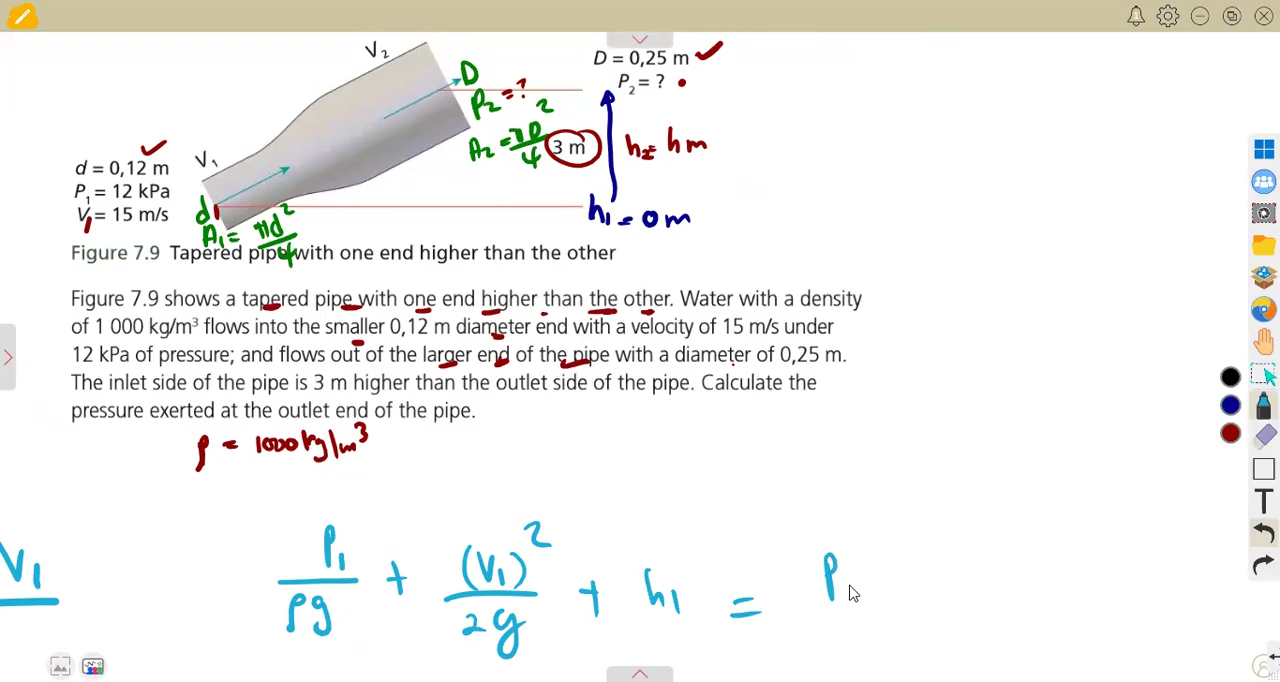 V₂
D = 0,25 m
D
P₂ = ?
P₂ = ?
A₂ = πD²/4
3 m
h₂ = hm
d = 0,12 m
V₁
P₁ = 12 kPa
V₁ = 15 m/s
d
h₁ = 0m
A₁ = πd²/4
Figure 7.9 Tapered pipe with one end higher than the other
Figure 7.9 shows a tapered pipe with one end higher than the other. Water with a density
of 1 000 kg/m³ flows into the smaller 0,12 m diameter end with a velocity of 15 m/s under
12 kPa of pressure; and flows out of the larger end of the pipe with a diameter of 0,25 m.
The inlet side of the pipe is 3 m higher than the outlet side of the pipe. Calculate the
pressure exerted at the outlet end of the pipe.
ρ = 1000kg/m³
V₁
P₁/ρg + (V₁)²/2g + h₁ = P